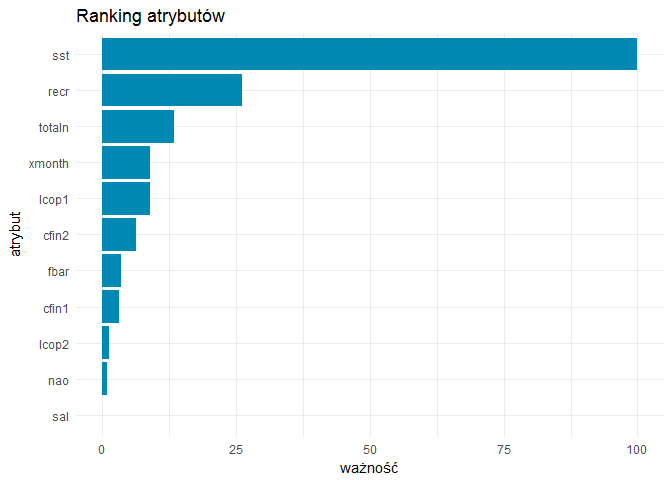 Ranking atrybutów
sst
recr
totaln
xmonth
lcop1
cfin2
fbar
cfin1
lcop2
nao
sal
atrybut
0 25 50 75 100
ważność